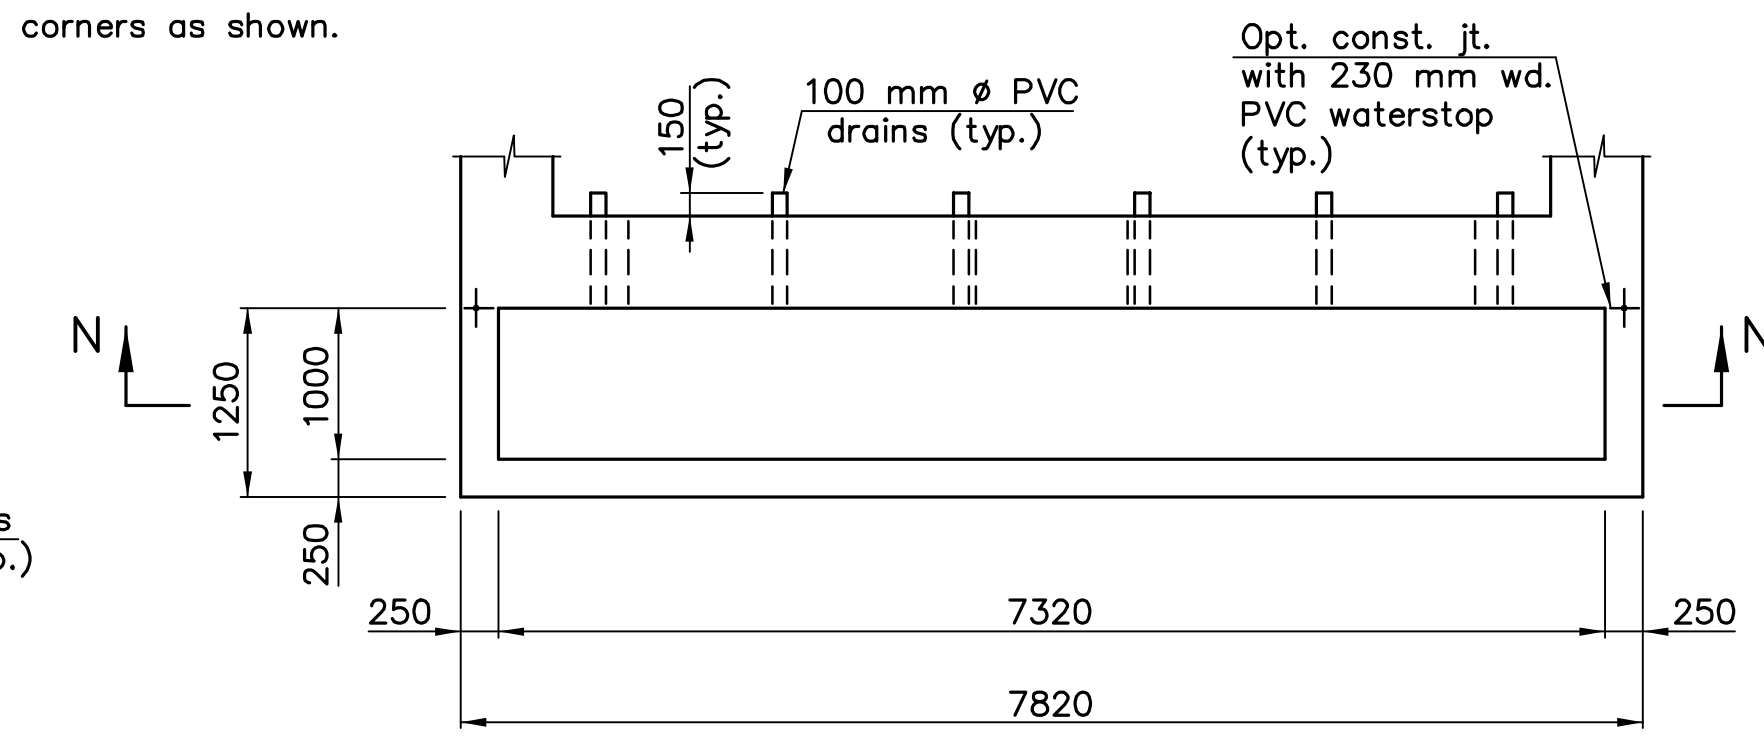 corners as shown.
Opt. const. jt.
with 230 mm wd.
PVC waterstop
(typ.)
150
(typ.)
100 mm ø PVC
drains (typ.)
N
N
1250
1000
250
s
.)
250
7320
250
7820